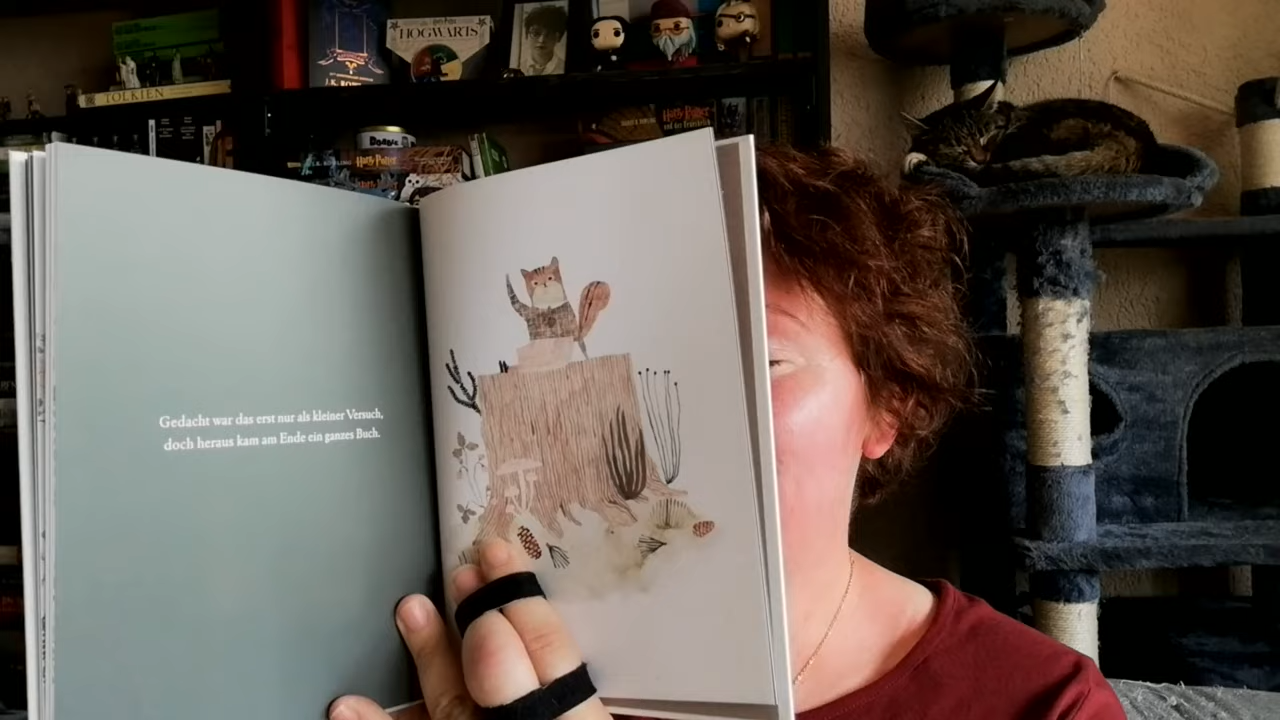 HOGWARTS
TOLKIEN
Harry Potter
Harry Potter
Gedacht war das erst nur als kleiner Versuch,
doch heraus kam am Ende ein ganzes Buch.